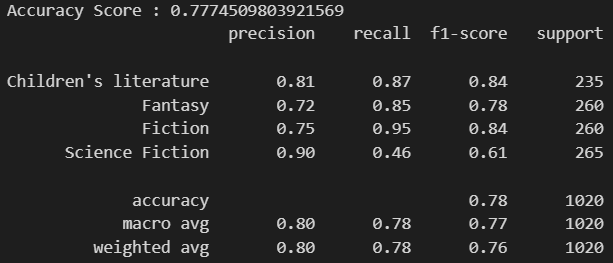 Accuracy Score : 0.7774509803921569
precision recall f1-score support
Children's literature 0.81 0.87 0.84 235
Fantasy 0.72 0.85 0.78 260
Fiction 0.75 0.95 0.84 260
Science Fiction 0.90 0.46 0.61 265
accuracy 0.78 1020
macro avg 0.80 0.78 0.77 1020
weighted avg 0.80 0.78 0.76 1020